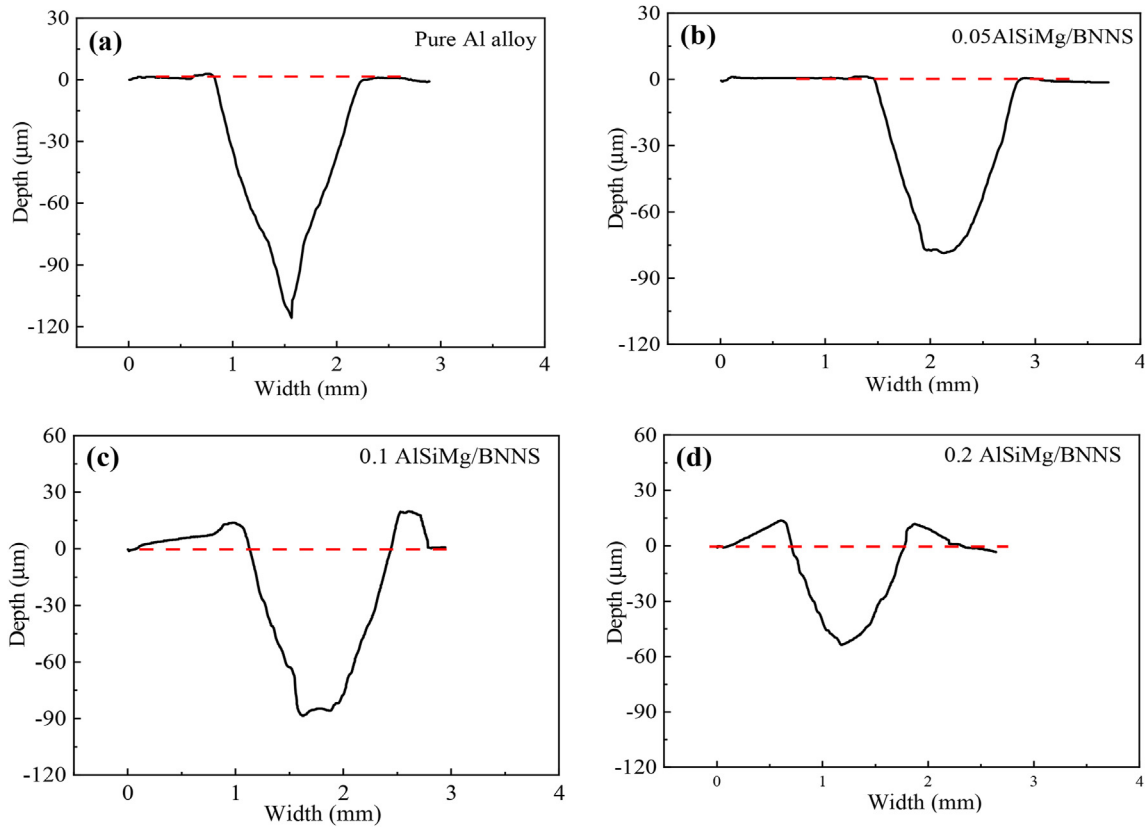 (a)
Pure Al alloy
30
0
-30
-60
-90
-120
Depth (µm)
0 1 2 3 4
Width (mm)
(b)
0.05AlSiMg/BNNS
30
0
-30
-60
-90
-120
Depth (µm)
0 1 2 3 4
Width (mm)
(c)
0.1 AlSiMg/BNNS
60
30
0
-30
-60
-90
-120
Depth (µm)
0 1 2 3 4
Width (mm)
(d)
0.2 AlSiMg/BNNS
60
30
0
-30
-60
-90
-120
Depth (µm)
0 1 2 3 4
Width (mm)